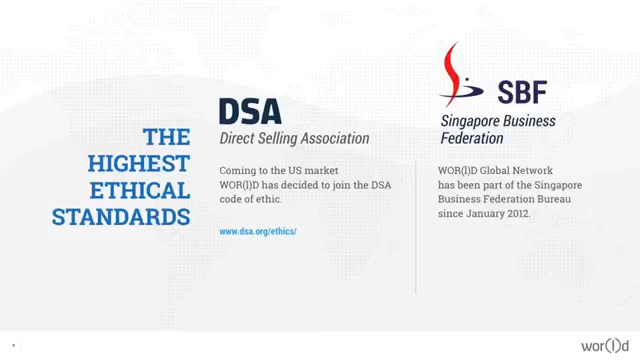 THE
HIGHEST
ETHICAL
STANDARDS
DSA
Direct Selling Association
Coming to the US market
WOR(l)D has decided to join the DSA
code of ethic.
www.dsa.org/ethics/
SBF
Singapore Business
Federation
WOR(l)D Global Network
has been part of the Singapore
Business Federation Bureau
since January 2012.
wor(l)d